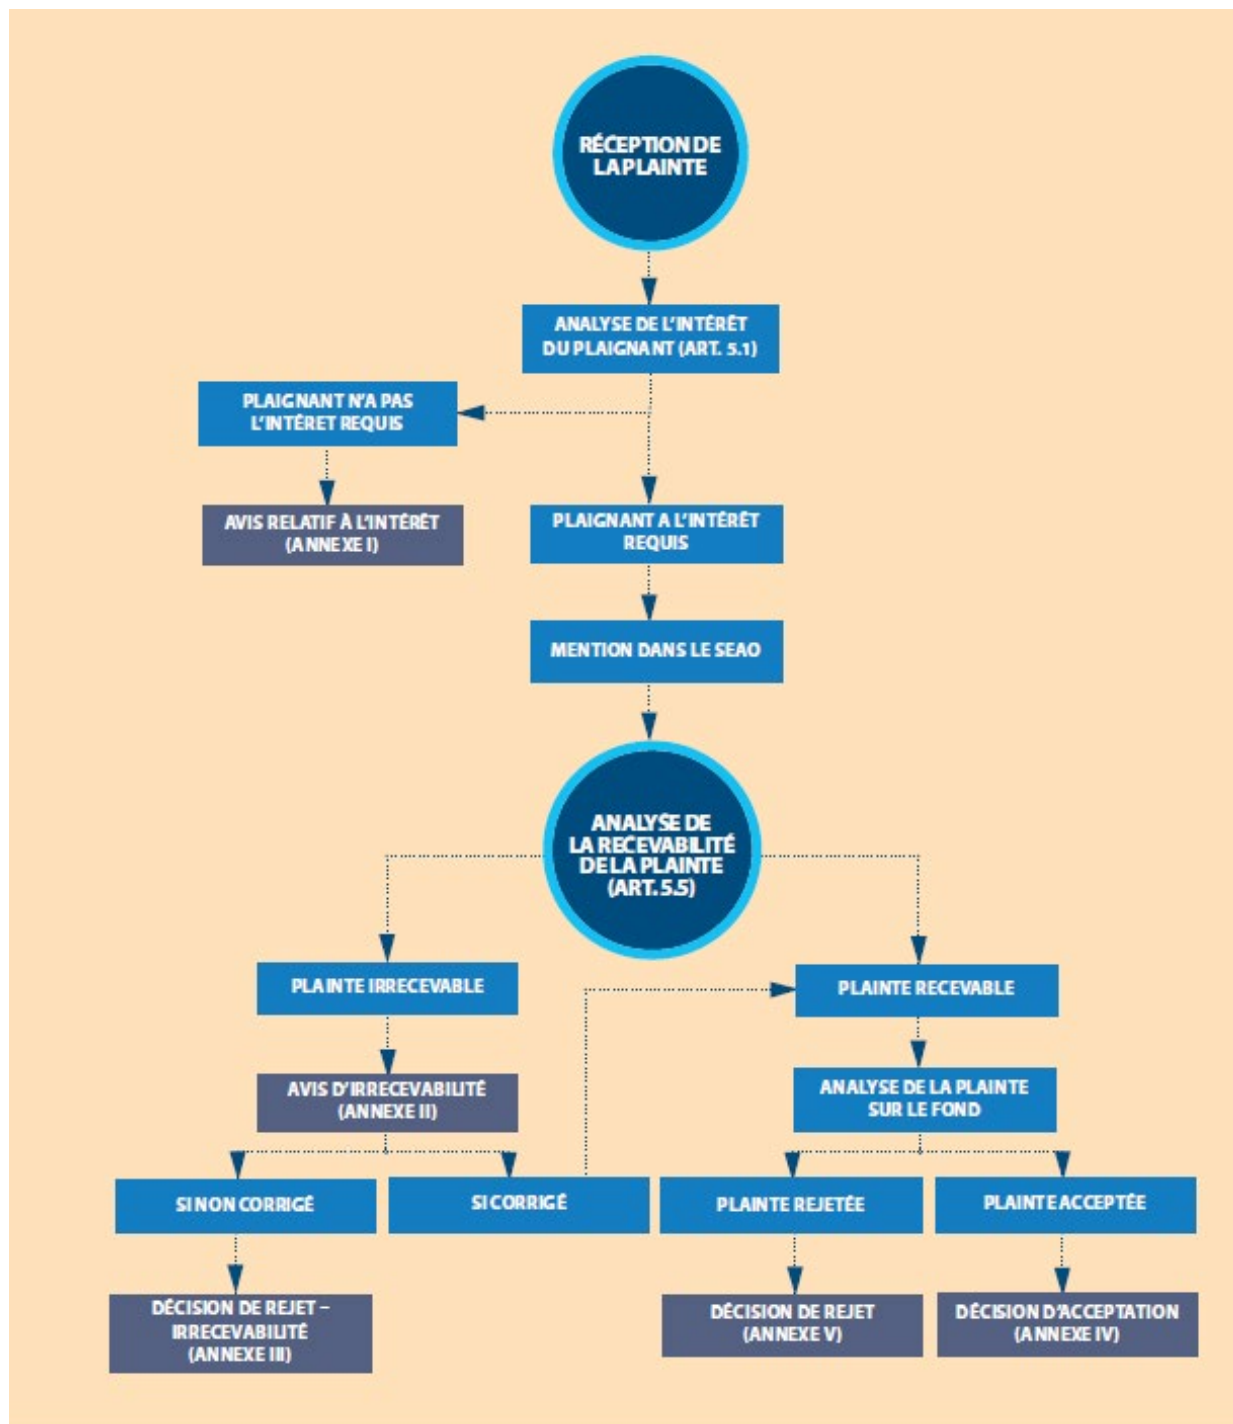 RÉCEPTION DE
LA PLAINTE
ANALYSE DE L'INTÉRÊT
DU PLAIGNANT (ART. 5.1)
PLAIGNANT N'A PAS
L'INTÉRET REQUIS
AVIS RELATIF À L'INTÉRÊT
(ANNEXE I)
PLAIGNANT A L'INTÉRÊT
REQUIS
MENTION DANS LE SEAO
ANALYSE DE
LA RECEVABILITÉ
DE LA PLAINTE
(ART. 5.5)
PLAINTE IRRECEVABLE
PLAINTE RECEVABLE
AVIS D'IRRECEVABILITÉ
(ANNEXE II)
ANALYSE DE LA PLAINTE
SUR LE FOND
SI NON CORRIGÉ
SI CORRIGÉ
PLAINTE REJETÉE
PLAINTE ACCEPTÉE
DÉCISION DE REJET –
IRRECEVABILITÉ
(ANNEXE III)
DÉCISION DE REJET
(ANNEXE V)
DÉCISION D'ACCEPTATION
(ANNEXE IV)